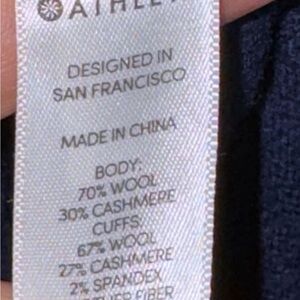 DESIGNED IN
SAN FRANCISCO
MADE IN CHINA
BODY:
70% WOOL
30% CASHMERE
CUFFS:
67% WOOL
27% CASHMERE
2% SPANDEX
FIBER